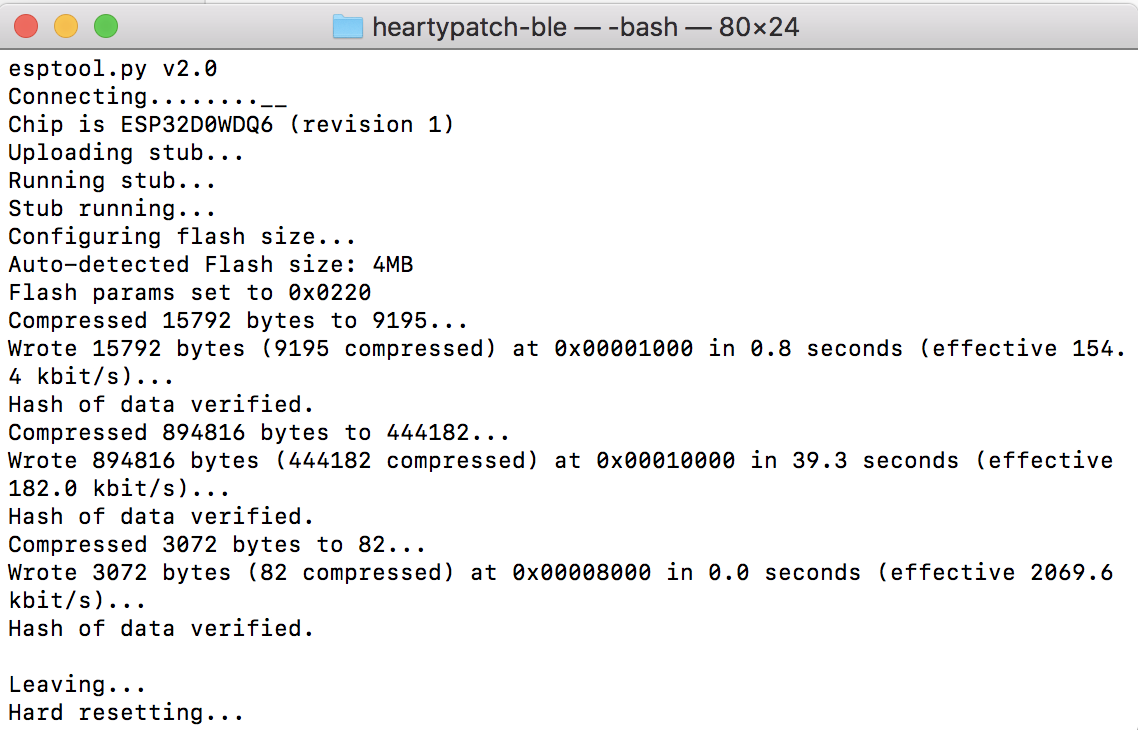 heartypatch-ble — -bash — 80×24
esptool.py v2.0
Connecting........__
Chip is ESP32D0WDQ6 (revision 1)
Uploading stub...
Running stub...
Stub running...
Configuring flash size...
Auto-detected Flash size: 4MB
Flash params set to 0x0220
Compressed 15792 bytes to 9195...
Wrote 15792 bytes (9195 compressed) at 0x00001000 in 0.8 seconds (effective 154.
4 kbit/s)...
Hash of data verified.
Compressed 894816 bytes to 444182...
Wrote 894816 bytes (444182 compressed) at 0x00010000 in 39.3 seconds (effective
182.0 kbit/s)...
Hash of data verified.
Compressed 3072 bytes to 82...
Wrote 3072 bytes (82 compressed) at 0x00008000 in 0.0 seconds (effective 2069.6
kbit/s)...
Hash of data verified.

Leaving...
Hard resetting...